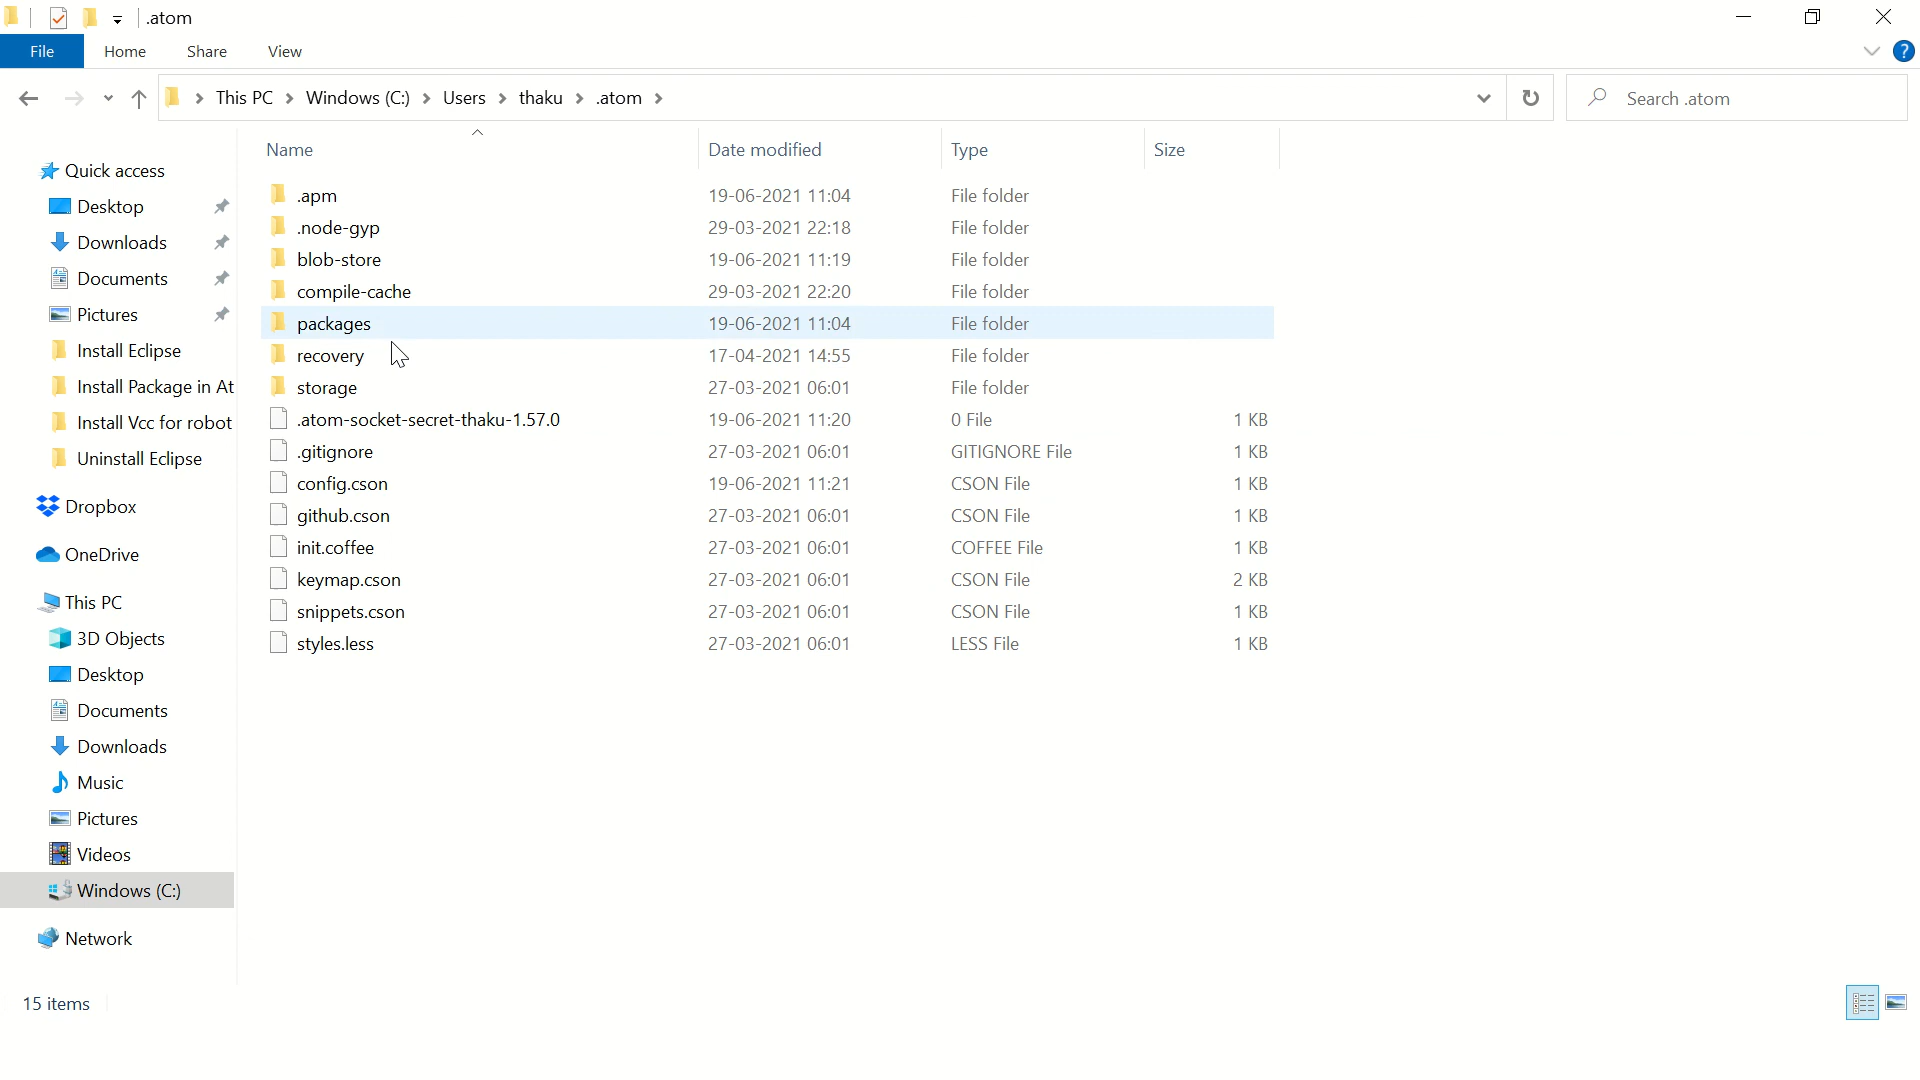 .atom
File Home Share View
?
This PC Windows (C:) Users thaku .atom
Search .atom
Name Date modified Type Size
Quick access
Desktop
Downloads
Documents
Pictures
Install Eclipse
Install Package in At
Install Vcc for robot
Uninstall Eclipse
Dropbox
OneDrive
This PC
3D Objects
Desktop
Documents
Downloads
Music
Pictures
Videos
Windows (C:)
Network
.apm 19-06-2021 11:04 File folder
.node-gyp 29-03-2021 22:18 File folder
blob-store 19-06-2021 11:19 File folder
compile-cache 29-03-2021 22:20 File folder
packages 19-06-2021 11:04 File folder
recovery 17-04-2021 14:55 File folder
storage 27-03-2021 06:01 File folder
.atom-socket-secret-thaku-1.57.0 19-06-2021 11:20 0 File 1 KB
.gitignore 27-03-2021 06:01 GITIGNORE File 1 KB
config.cson 19-06-2021 11:21 CSON File 1 KB
github.cson 27-03-2021 06:01 CSON File 1 KB
init.coffee 27-03-2021 06:01 COFFEE File 1 KB
keymap.cson 27-03-2021 06:01 CSON File 2 KB
snippets.cson 27-03-2021 06:01 CSON File 1 KB
styles.less 27-03-2021 06:01 LESS File 1 KB
15 items